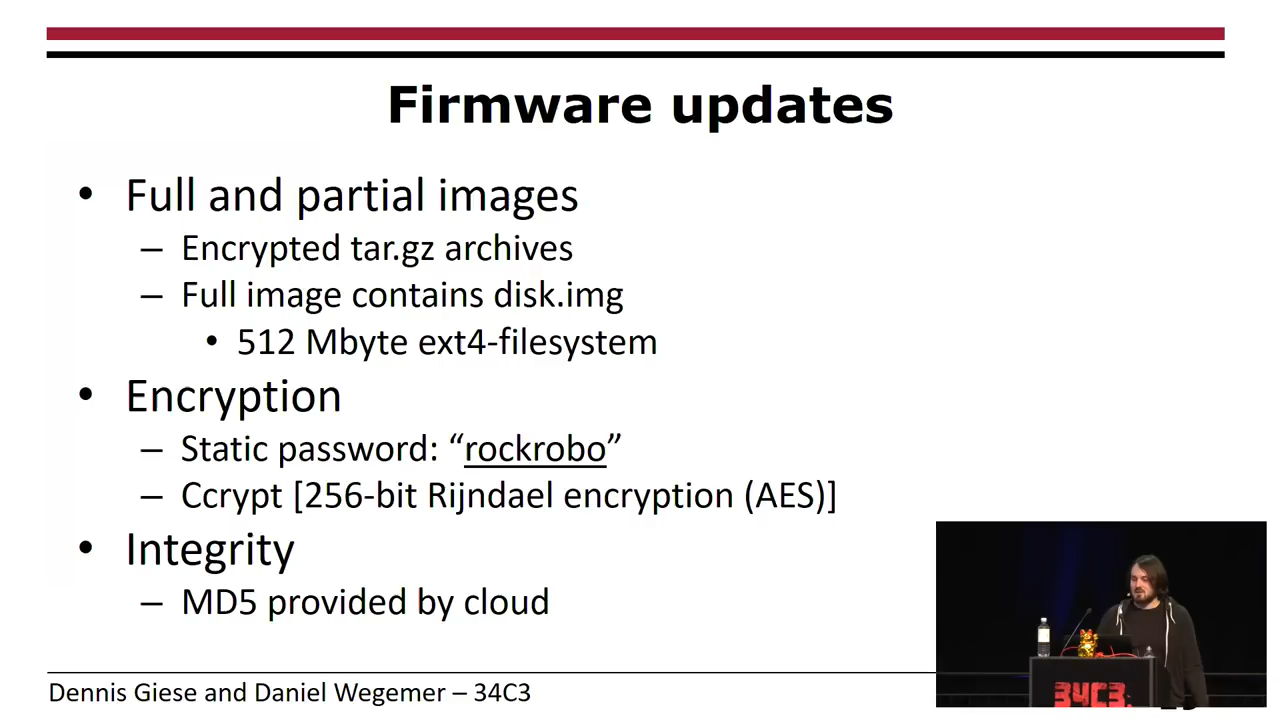 Firmware updates
• Full and partial images
– Encrypted tar.gz archives
– Full image contains disk.img
• 512 Mbyte ext4-filesystem
• Encryption
– Static password: “rockrobo”
– Ccrypt [256-bit Rijndael encryption (AES)]
• Integrity
– MD5 provided by cloud
Dennis Giese and Daniel Wegemer – 34C3
34C3